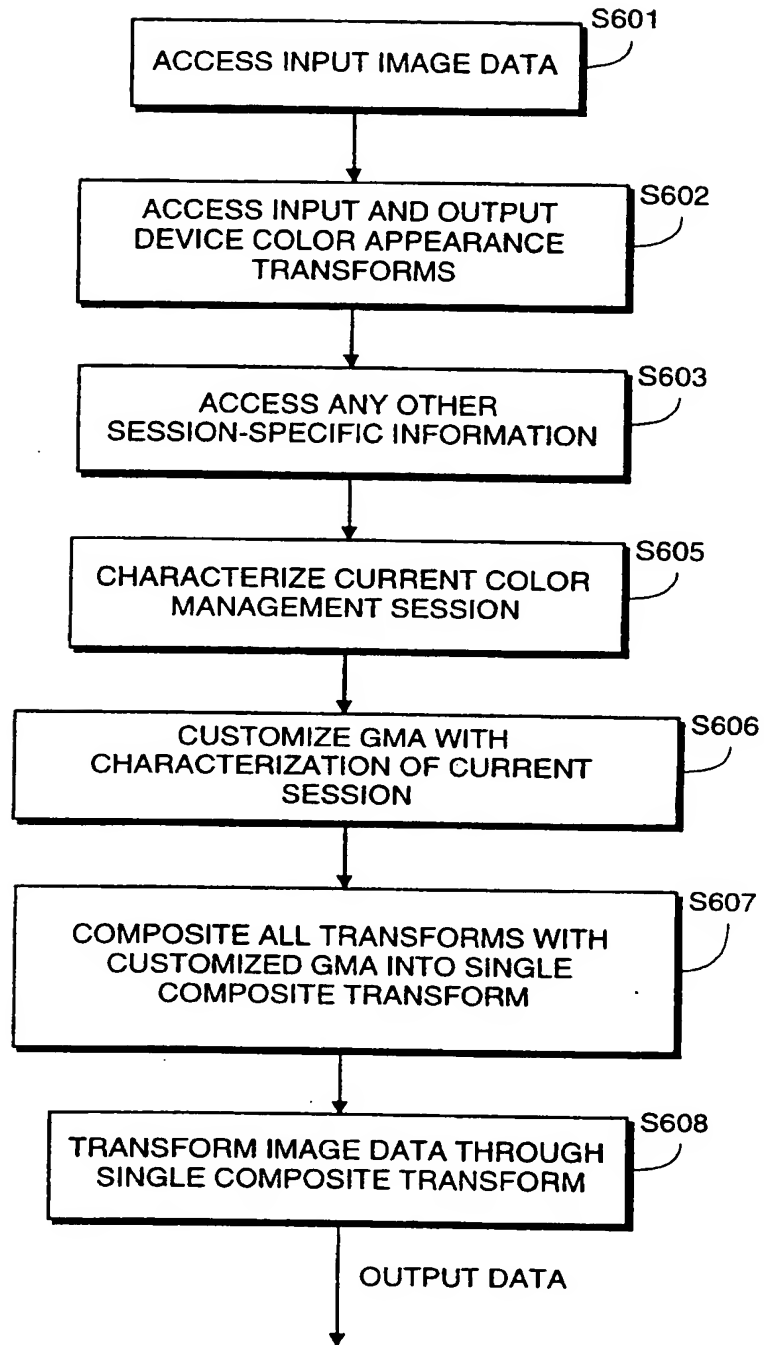 S601
ACCESS INPUT IMAGE DATA
S602
ACCESS INPUT AND OUTPUT
DEVICE COLOR APPEARANCE
TRANSFORMS
S603
ACCESS ANY OTHER
SESSION-SPECIFIC INFORMATION
S605
CHARACTERIZE CURRENT COLOR
MANAGEMENT SESSION
S606
CUSTOMIZE GMA WITH
CHARACTERIZATION OF CURRENT
SESSION
S607
COMPOSITE ALL TRANSFORMS WITH
CUSTOMIZED GMA INTO SINGLE
COMPOSITE TRANSFORM
S608
TRANSFORM IMAGE DATA THROUGH
SINGLE COMPOSITE TRANSFORM
OUTPUT DATA